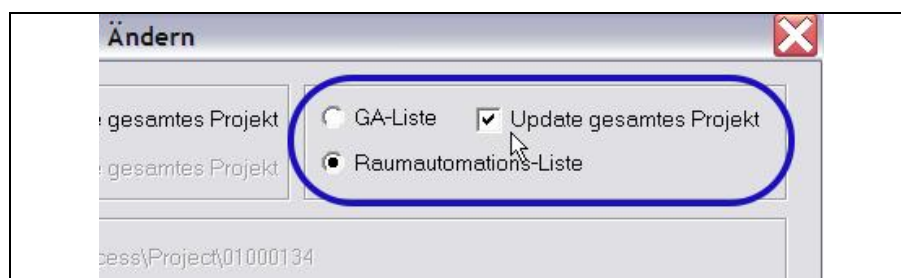 Ändern
gesamtes Projekt
GA-Liste
Update gesamtes Projekt
gesamtes Projekt
Raumautomations-Liste
cess\Project\01000134